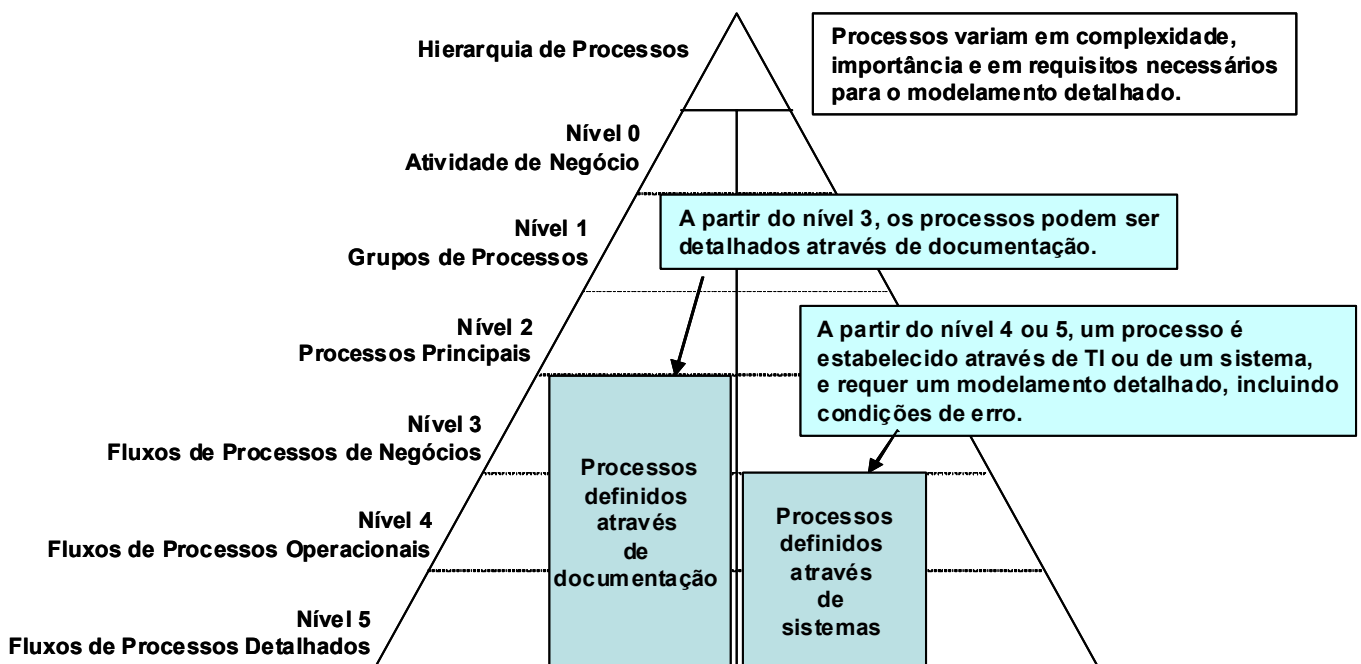 Hierarquia de Processos
Processos variam em complexidade,
importância e em requisitos necessários
para o modelamento detalhado.
Nível 0
Atividade de Negócio
A partir do nível 3, os processos podem ser
detalhados através de documentação.
Nível 1
Grupos de Processos
Nível 2
Processos Principais
A partir do nível 4 ou 5, um processo é
estabelecido através de TI ou de um sistema,
e requer um modelamento detalhado, incluindo
condições de erro.
Nível 3
Fluxos de Processos de Negócios
Processos
definidos
através
de
documentação
Processos
definidos
através
de
sistemas
Nível 4
Fluxos de Processos Operacionais
Nível 5
Fluxos de Processos Detalhados